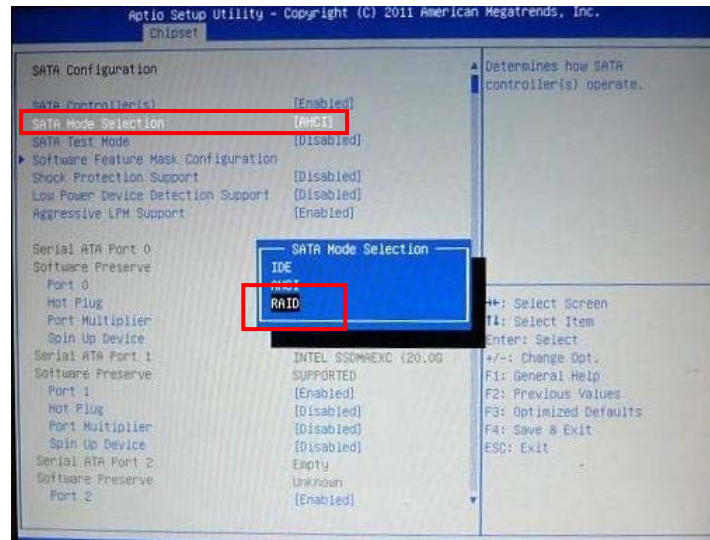 Aptio Setup Utility - Copyright (C) 2011 American Megatrends, Inc.
Chipset
SATA Configuration
SATA Controller(s) [Enabled]
SATA Mode Selection [AHCI]
SATA Test Mode [Disabled]
Software Feature Mask Configuration
Shock Protection Support [Disabled]
Low Power Device Detection Support [Disabled]
Aggressive LPM Support [Enabled]
Serial ATA Port 0
Software Preserve
Port 0
Hot Plug
Port Multiplier
Spin Up Device
Serial ATA Port 1 INTEL SSDMAEXC (20.0G
Software Preserve SUPPORTED
Port 1 [Enabled]
Hot Plug [Disabled]
Port Multiplier [Disabled]
Spin Up Device [Disabled]
Serial ATA Port 2 Empty
Software Preserve Unknown
Port 2 [Enabled]
SATA Mode Selection
IDE
AHCI
RAID
Determines how SATA
controller(s) operate.
→←: Select Screen
↑↓: Select Item
Enter: Select
+/-: Change Opt.
F1: General Help
F2: Previous Values
F3: Optimized Defaults
F4: Save & Exit
ESC: Exit